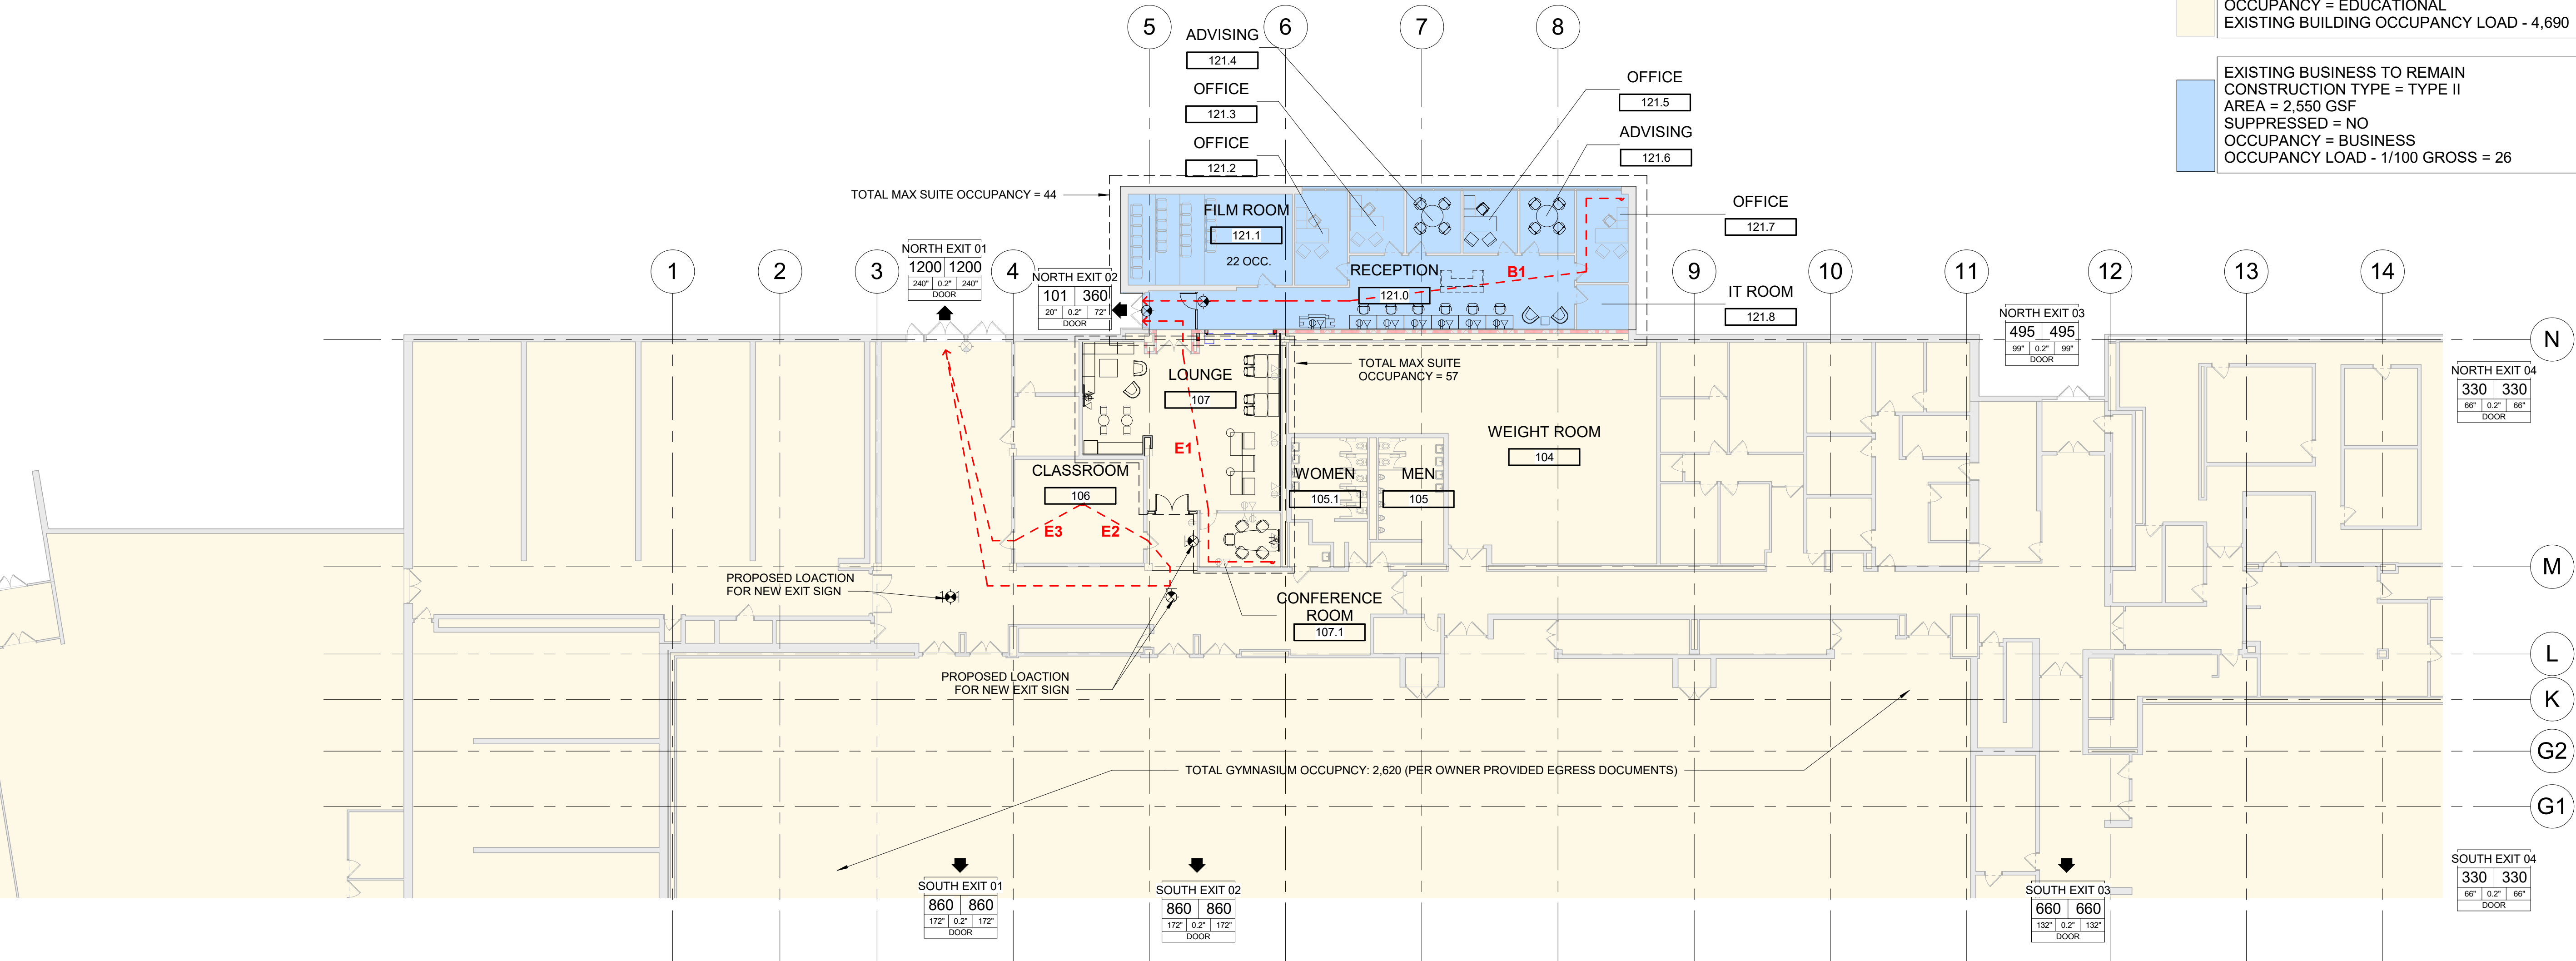 OCCUPANCY = EDUCATIONAL
EXISTING BUILDING OCCUPANCY LOAD - 4,690
EXISTING BUSINESS TO REMAIN
CONSTRUCTION TYPE = TYPE II
AREA = 2,550 GSF
SUPPRESSED = NO
OCCUPANCY = BUSINESS
OCCUPANCY LOAD - 1/100 GROSS = 26
5
6
7
8
ADVISING
121.4
OFFICE
121.3
OFFICE
121.2
OFFICE
121.5
ADVISING
121.6
OFFICE
121.7
IT ROOM
121.8
TOTAL MAX SUITE OCCUPANCY = 44
FILM ROOM
121.1
22 OCC.
RECEPTION
121.0
B1
1
2
3
4
9
10
11
12
13
14
NORTH EXIT 01
1200 1200
240" 0.2" 240"
DOOR
NORTH EXIT 02
101 360
20" 0.2" 72"
DOOR
NORTH EXIT 03
495 495
99" 0.2" 99"
DOOR
NORTH EXIT 04
330 330
66" 0.2" 66"
DOOR
N
M
L
K
G2
G1
TOTAL MAX SUITE
OCCUPANCY = 57
LOUNGE
107
E1
CLASSROOM
106
E3
E2
WOMEN
105.1
MEN
105
WEIGHT ROOM
104
CONFERENCE
ROOM
107.1
PROPOSED LOACTION
FOR NEW EXIT SIGN
PROPOSED LOACTION
FOR NEW EXIT SIGN
TOTAL GYMNASIUM OCCUPNCY: 2,620 (PER OWNER PROVIDED EGRESS DOCUMENTS)
SOUTH EXIT 01
860 860
172" 0.2" 172"
DOOR
SOUTH EXIT 02
860 860
172" 0.2" 172"
DOOR
SOUTH EXIT 03
660 660
132" 0.2" 132"
DOOR
SOUTH EXIT 04
330 330
66" 0.2" 66"
DOOR